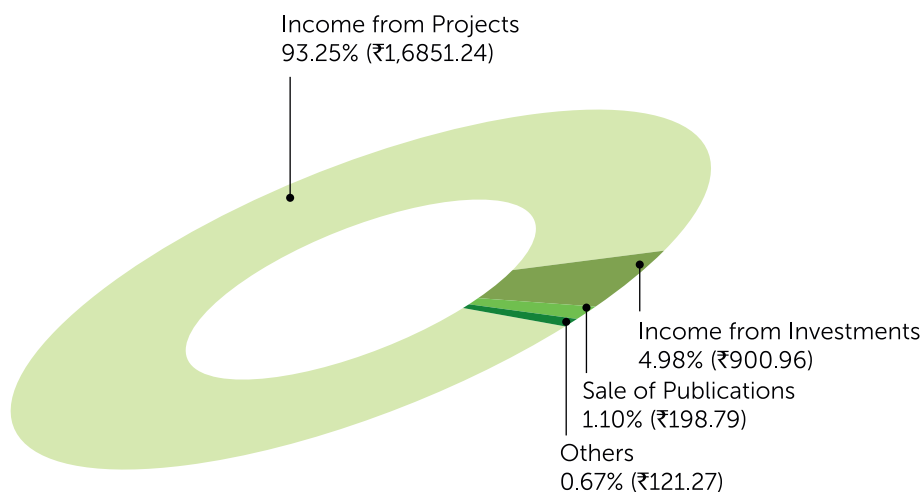 Income from Projects
93.25% (₹1,6851.24)
Income from Investments
4.98% (₹900.96)
Sale of Publications
1.10% (₹198.79)
Others
0.67% (₹121.27)